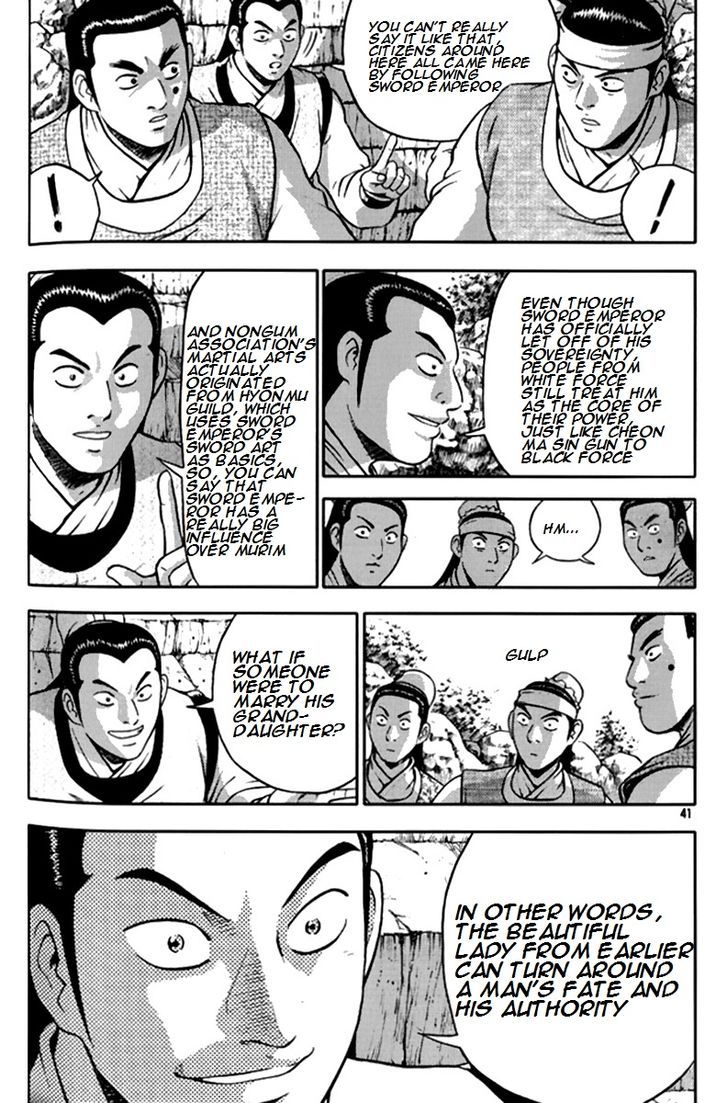 YOU CAN'T REALLY
SAY IT LIKE THAT,
CITIZENS AROUND
HERE ALL CAME HERE
BY FOLLOWING
SWORD EMPEROR
!
!
EVEN THOUGH
SWORD EMPEROR
HAS OFFICIALLY
LET OFF OF HIS
SOVEREIGNTY,
PEOPLE FROM
WHITE FORCE
STILL TREAT HIM
AS THE CORE OF
THEIR POWER,
JUST LIKE CHEON
MA SIN GUN TO
BLACK FORCE
AND NONGUM
ASSOCIATION'S
MARTIAL ARTS
ACTUALLY
ORIGINATED
FROM HYONMU
GUILD, WHICH
USES SWORD
EMPEROR'S
SWORD ART
AS BASICS,
SO, YOU CAN
SAY THAT
SWORD EMPE-
ROR HAS A
REALLY BIG
INFLUENCE
OVER MURIM
HM...
WHAT IF
SOMEONE
WERE TO
MARRY HIS
GRAND-
DAUGHTER?
GULP
41
IN OTHER WORDS,
THE BEAUTIFUL
LADY FROM EARLIER
CAN TURN AROUND
A MAN'S FATE AND
HIS AUTHORITY